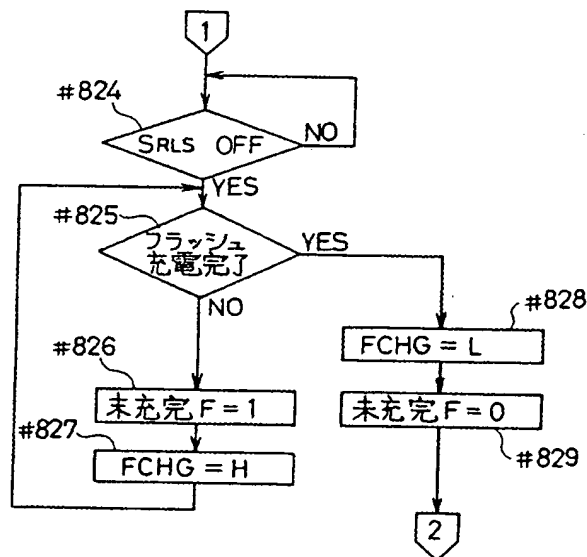 1
#824
SRLS OFF
NO
YES
#825
フラッシュ
充電完了
YES
NO
#828
FCHG = L
#826
末充完 F = 1
未充完 F = 0
#827
FCHG = H
#829
2